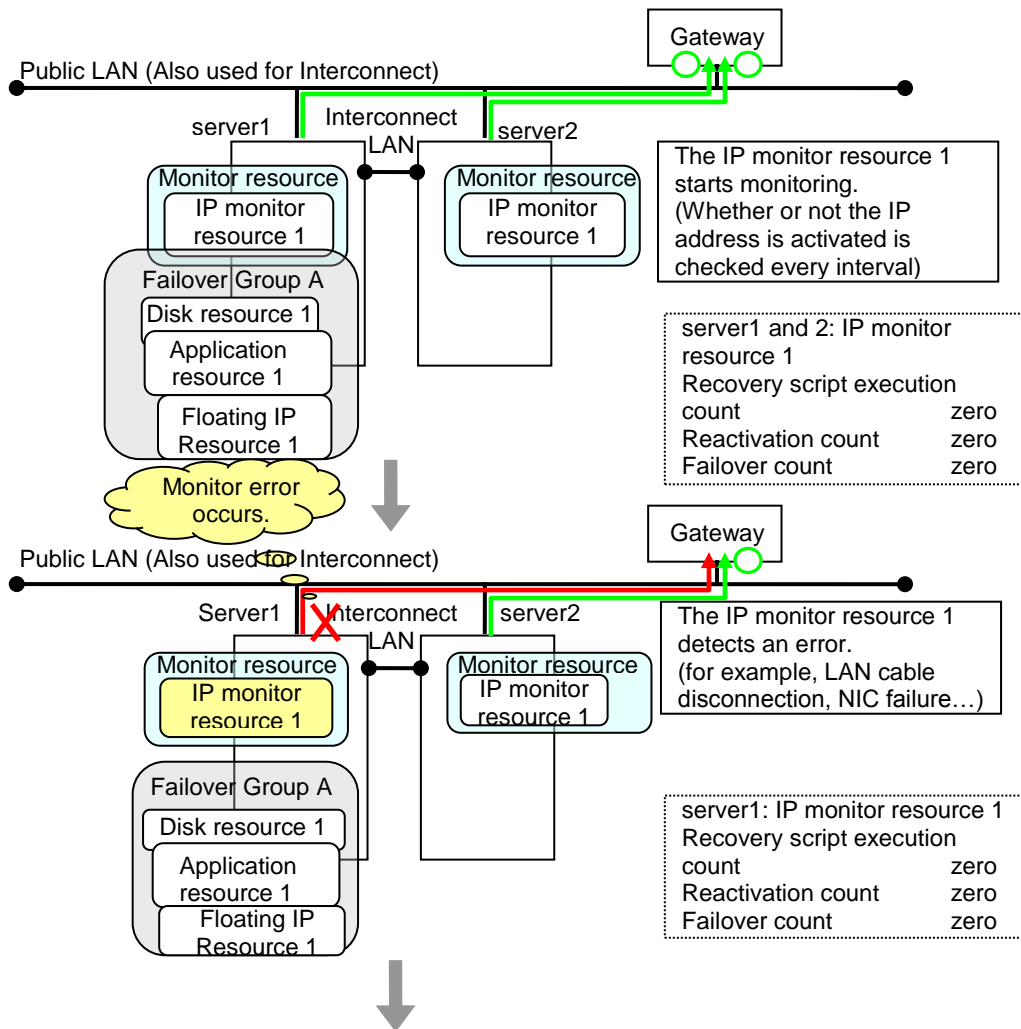 Gateway
Public LAN (Also used for Interconnect)
server1
Interconnect
LAN
server2
Monitor resource
IP monitor
resource 1
Monitor resource
IP monitor
resource 1
The IP monitor resource 1
starts monitoring.
(Whether or not the IP
address is activated is
checked every interval)
Failover Group A
Disk resource 1
Application
resource 1
Floating IP
Resource 1
server1 and 2: IP monitor
resource 1
Recovery script execution
count zero
Reactivation count zero
Failover count zero
Monitor error
occurs.
Gateway
Public LAN (Also used for Interconnect)
Server1
Interconnect
LAN
server2
Monitor resource
IP monitor
resource 1
Monitor resource
IP monitor
resource 1
The IP monitor resource 1
detects an error.
(for example, LAN cable
disconnection, NIC failure…)
Failover Group A
Disk resource 1
Application
resource 1
Floating IP
Resource 1
server1: IP monitor resource 1
Recovery script execution
count zero
Reactivation count zero
Failover count zero